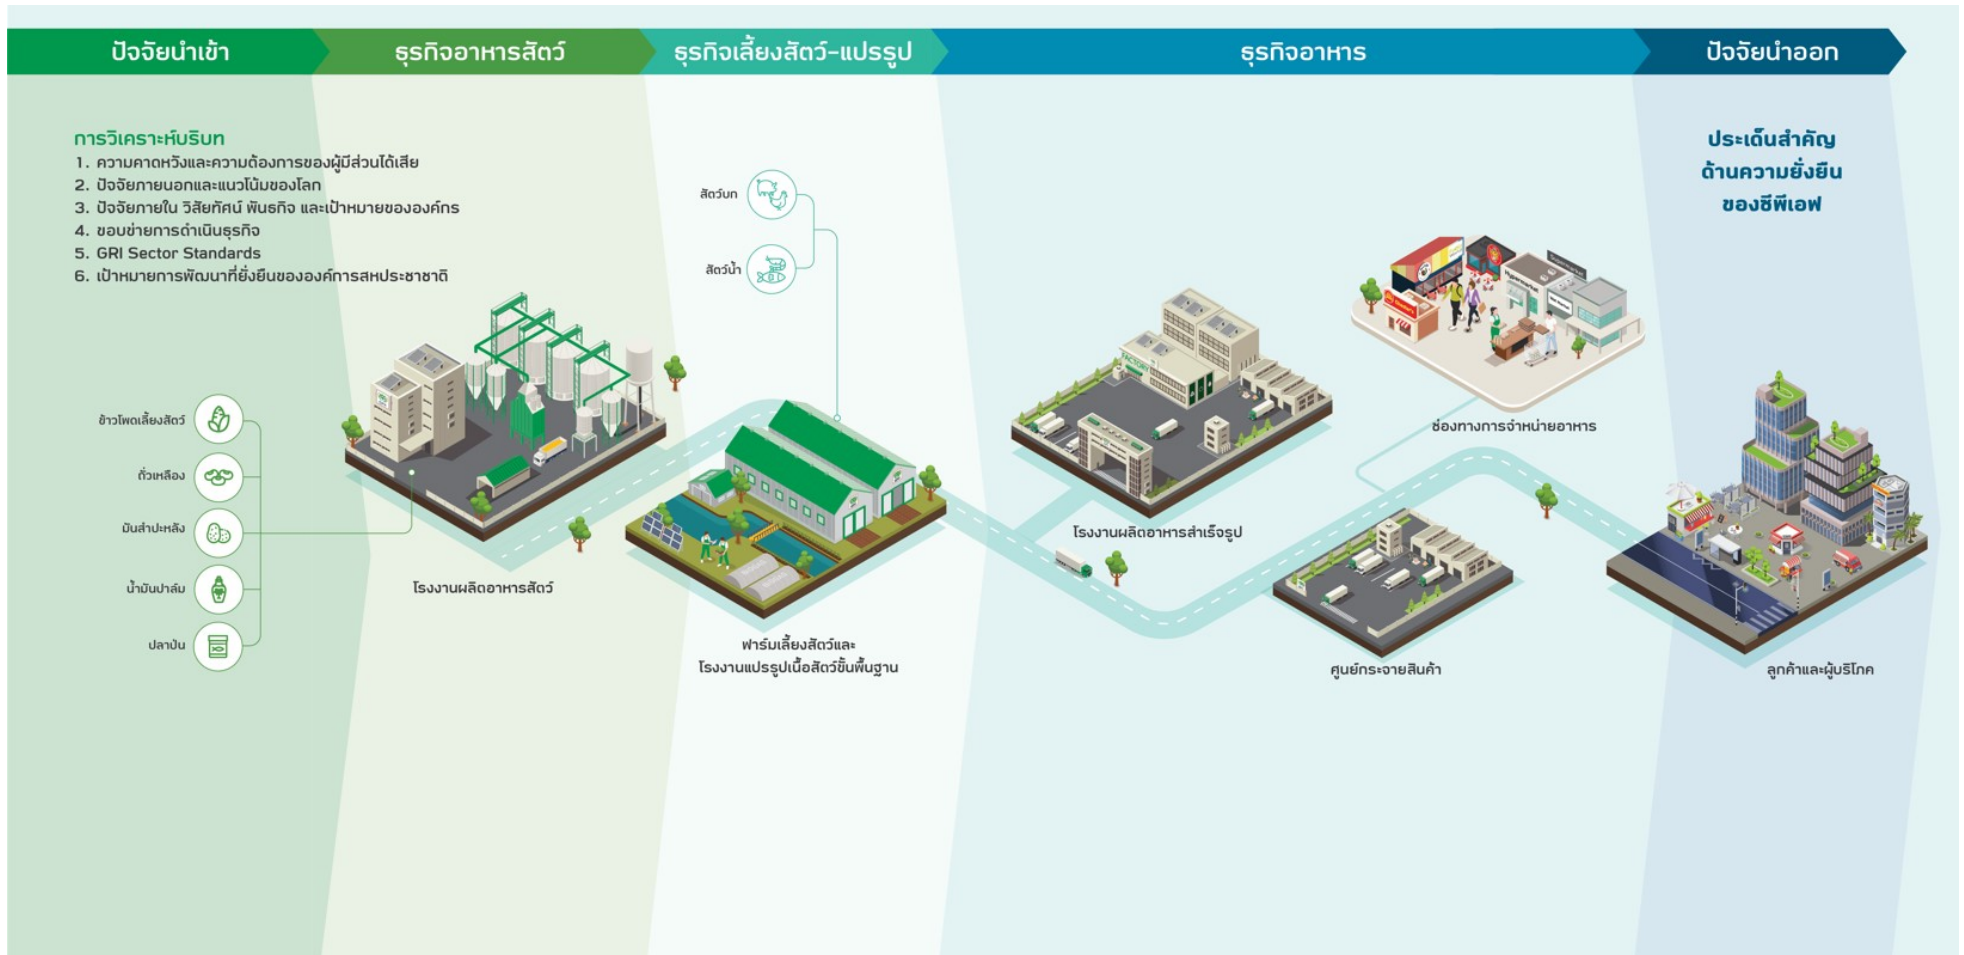 ปัจจัยนำเข้า
ธุรกิจอาหารสัตว์
ธุรกิจเลี้ยงสัตว์-แปรรูป
ธุรกิจอาหาร
ปัจจัยนำออก
การวิเคราะห์บริบท
1. ความคาดหวังและความต้องการของผู้มีส่วนได้เสีย
2. ปัจจัยภายนอกและแนวโน้มของโลก
3. ปัจจัยภายใน วิสัยทัศน์ พันธกิจ และเป้าหมายขององค์กร
4. ขอบข่ายการดำเนินธุรกิจ
5. GRI Sector Standards
6. เป้าหมายการพัฒนาที่ยั่งยืนขององค์การสหประชาชาติ
ข้าวโพดเลี้ยงสัตว์
ถั่วเหลือง
มันสำปะหลัง
น้ำมันปาล์ม
ปลาป่น
โรงงานผลิตอาหารสัตว์
สัตว์บก
สัตว์น้ำ
ฟาร์มเลี้ยงสัตว์และ
โรงงานแปรรูปเนื้อสัตว์ขั้นพื้นฐาน
FACTORY
โรงงานผลิตอาหารสำเร็จรูป
Hypermarket
Supermarket
ช่องทางการจำหน่ายอาหาร
ศูนย์กระจายสินค้า
ประเด็นสำคัญ
ด้านความยั่งยืน
ของซีพีเอฟ
ลูกค้าและผู้บริโภค